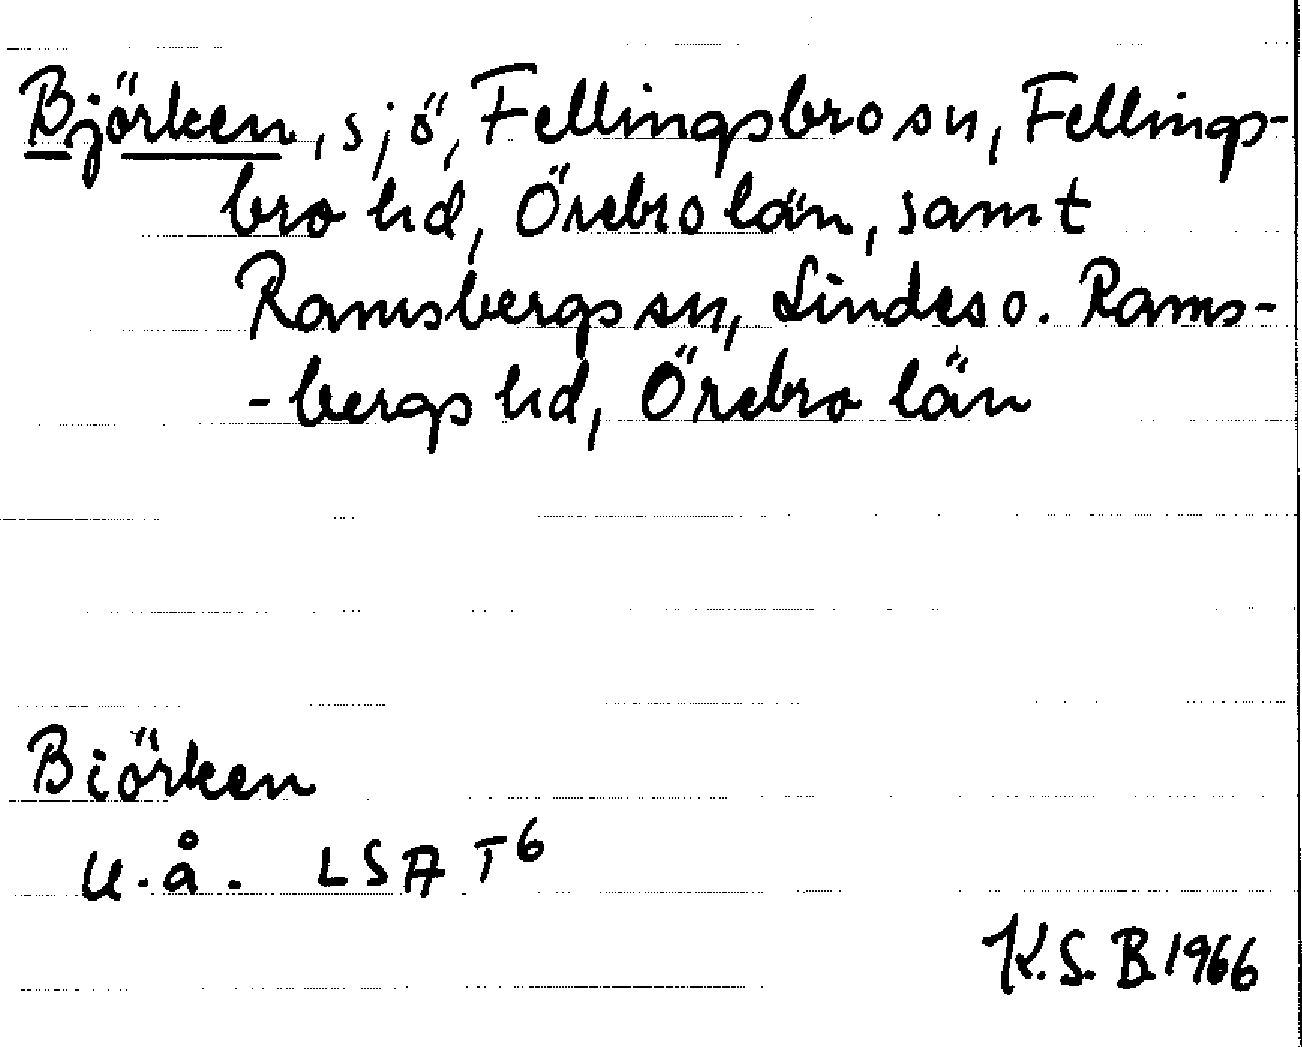 Björken, sjö, Fellingsbro sn, Fellings-
bro hd, Örebro län, samt
Ramsbergs sn, Lindes o. Rams-
-bergs hd, Örebro län
Biörken
U.å. LSA T6
K.S.B. 1966